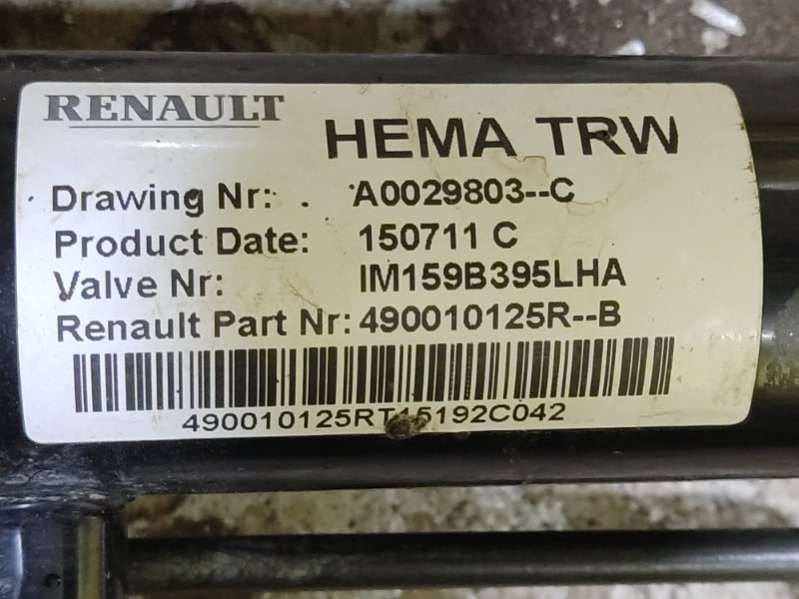 RENAULT HEMA TRW
Drawing Nr: . A0029803--C
Product Date: 150711 C
Valve Nr: IM159B395LHA
Renault Part Nr: 490010125R--B
490010125RT15192C042